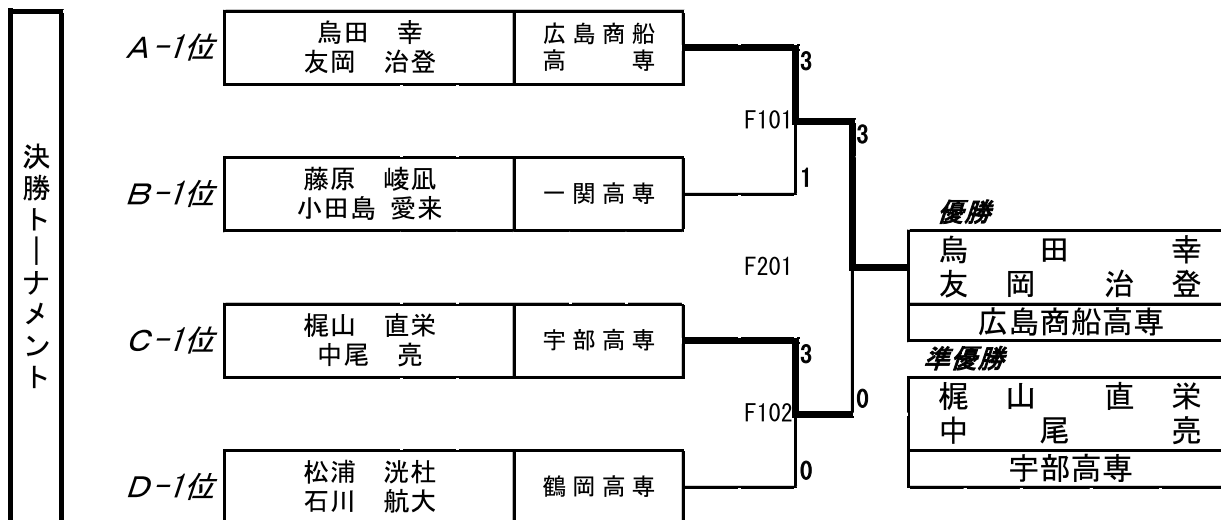 決勝トーナメント
A-1位
烏田 幸
友岡 治登
広島商船
高専
3
F101
3
B-1位
藤原 崚凪
小田島 愛来
一関高専
1
優勝
烏田幸
友岡治登
広島商船高専
F201
C-1位
梶山 直栄
中尾 亮
宇部高専
3
準優勝
梶山直栄
中尾亮
宇部高専
0
F102
D-1位
松浦 洸杜
石川 航大
鶴岡高専
0